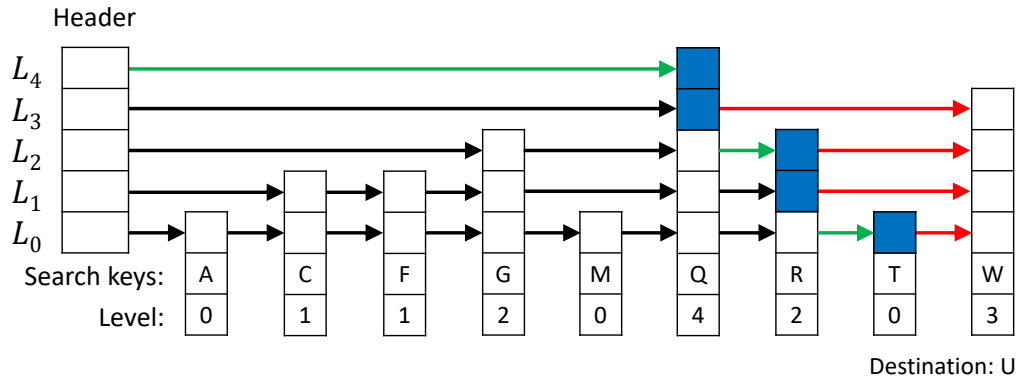 Header
L₄
L₃
L₂
L₁
L₀
Search keys: A C F G M Q R T W
Level: 0 1 1 2 0 4 2 0 3
Destination: U